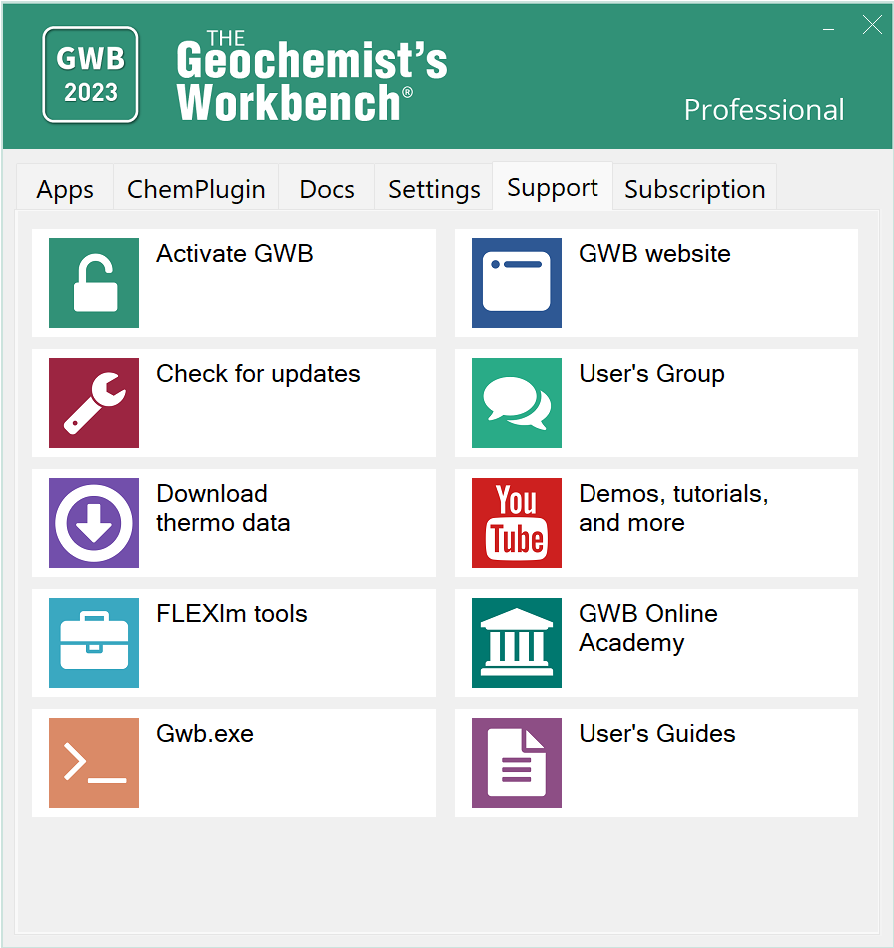 GWB
2023
THE
Geochemist's
Workbench®
Professional
Apps ChemPlugin Docs Settings Support Subscription
Activate GWB
GWB website
Check for updates
User's Group
Download
thermo data
You
Tube
Demos, tutorials,
and more
FLEXlm tools
GWB Online
Academy
Gwb.exe
User's Guides